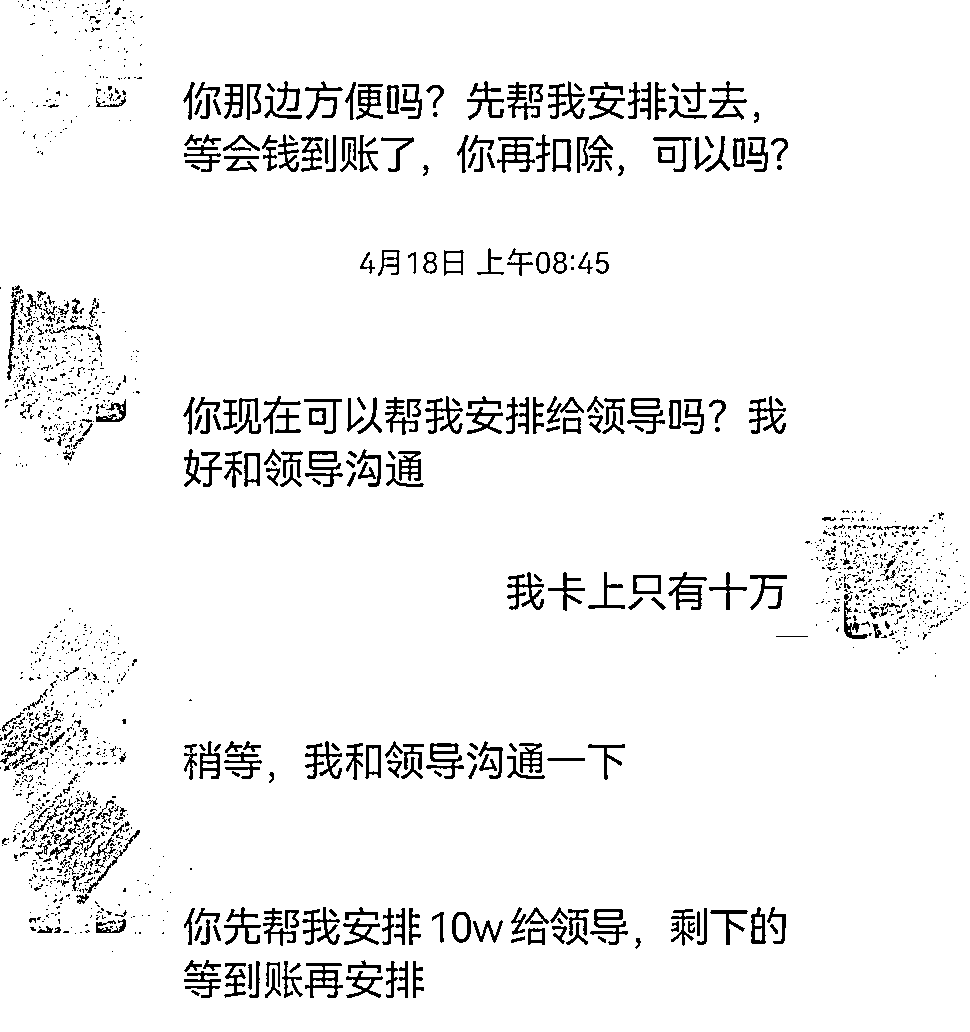 你那边方便吗？先帮我安排过去，
等会钱到账了，你再扣除，可以吗？
4月18日 上午08:45
你现在可以帮我安排给领导吗？我
好和领导沟通
我卡上只有十万
稍等，我和领导沟通一下
你先帮我安排10w给领导，剩下的
等到账再安排